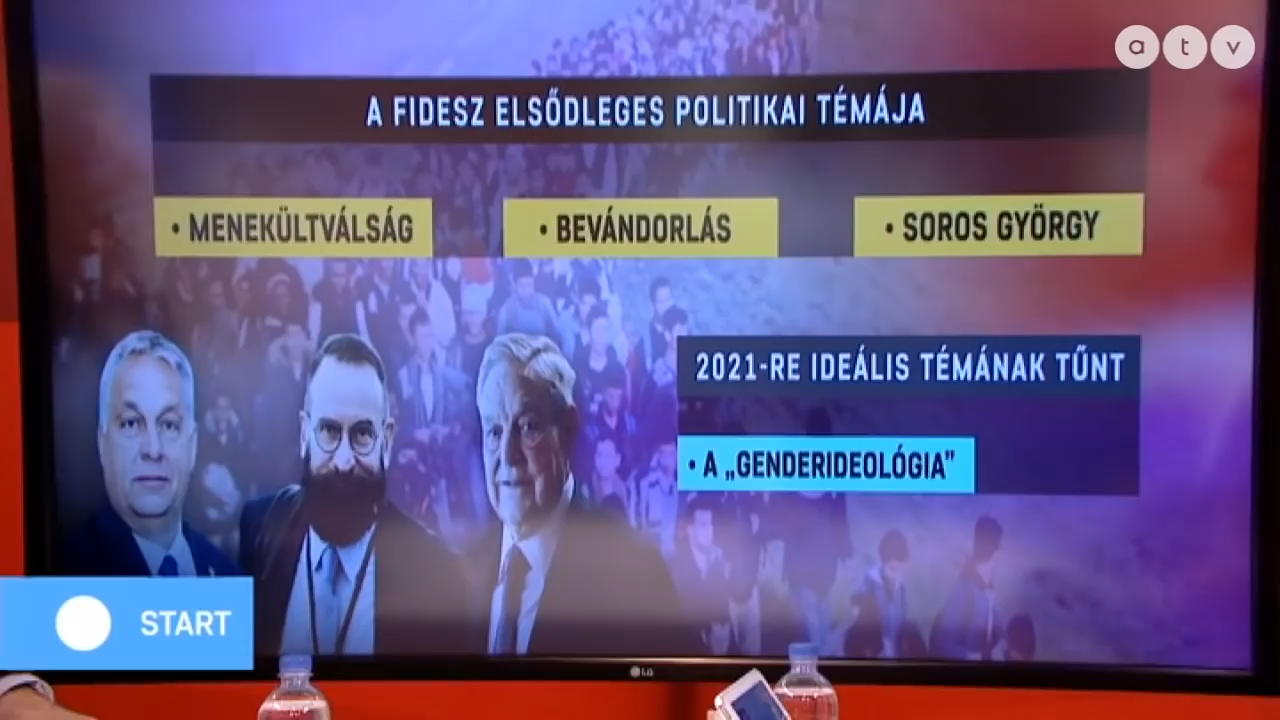 atv
A FIDESZ ELSŐDLEGES POLITIKAI TÉMÁJA
• MENEKÜLTVÁLSÁG
• BEVÁNDORLÁS
• SOROS GYÖRGY
2021-RE IDEÁLIS TÉMÁNAK TŰNT
• A „GENDERIDEOLÓGIA”
START
LG